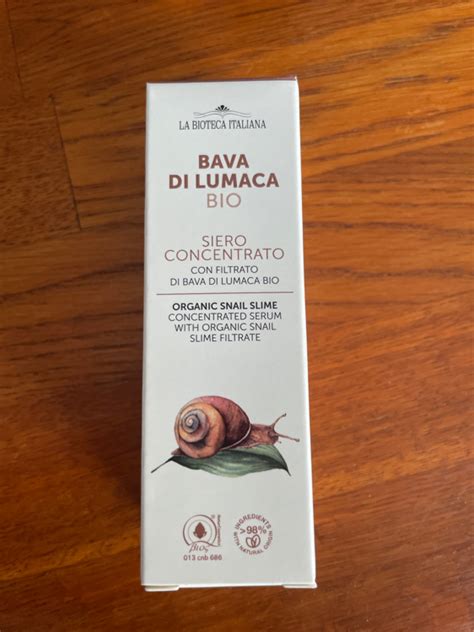 LA BIOTECA ITALIANA
BAVA
DI LUMACA
BIO
SIERO
CONCENTRATO
CON FILTRATO
DI BAVA DI LUMACA BIO
ORGANIC SNAIL SLIME
CONCENTRATED SERUM
WITH ORGANIC SNAIL
SLIME FILTRATE
013 cnb 686
INGREDIENTS
>98%
WITH NATURAL ORIGIN